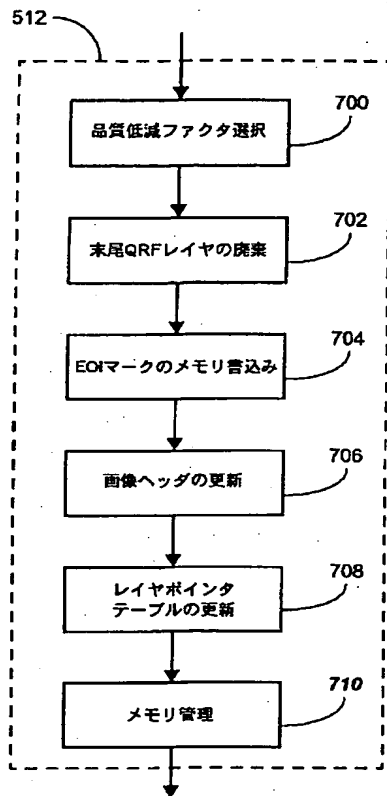 512
品質低減ファクタ選択
700
末尾QRFレイヤの廃棄
702
EOIマークのメモリ書込み
704
画像ヘッダの更新
706
レイヤポインタ
テーブルの更新
708
メモリ管理
710